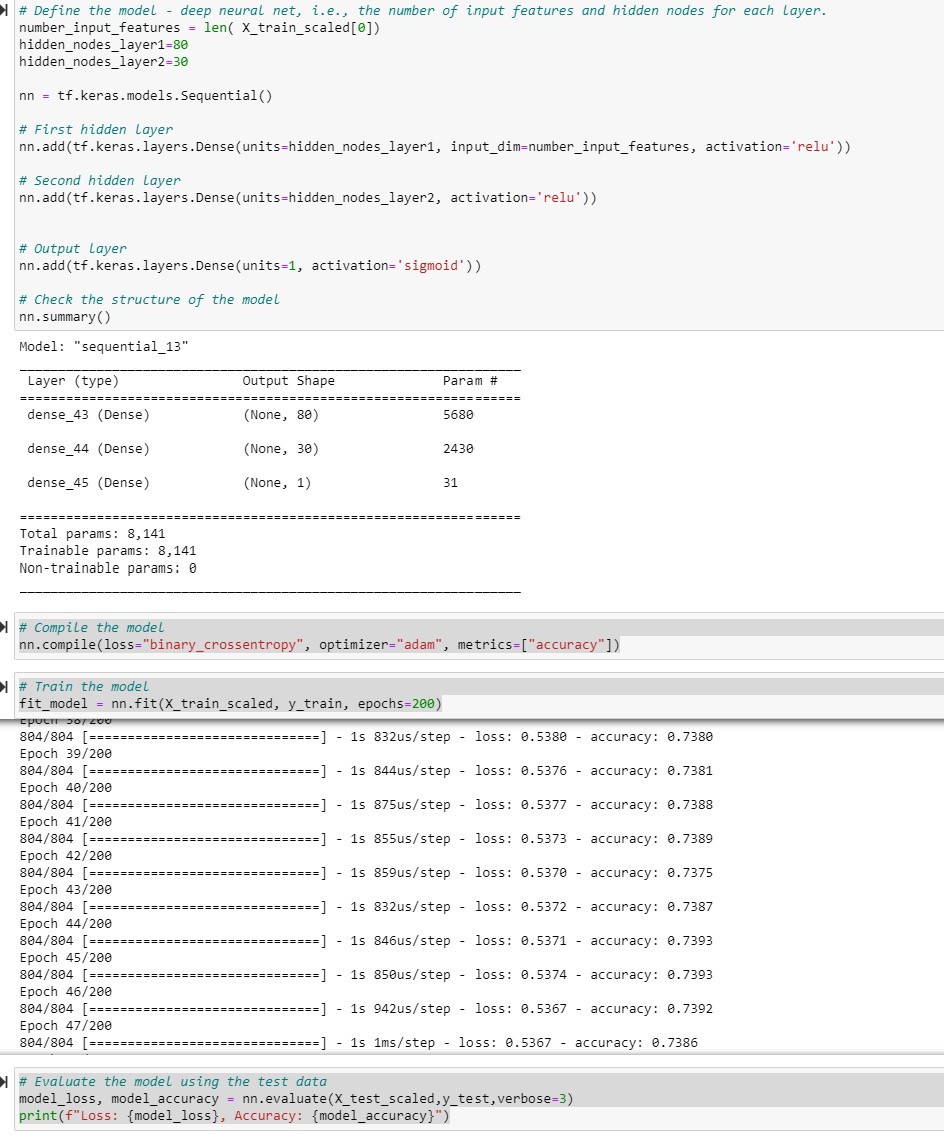 # Define the model - deep neural net, i.e., the number of input features and hidden nodes for each layer.
number_input_features = len( X_train_scaled[0])
hidden_nodes_layer1=80
hidden_nodes_layer2=30
nn = tf.keras.models.Sequential()
# First hidden layer
nn.add(tf.keras.layers.Dense(units=hidden_nodes_layer1, input_dim=number_input_features, activation='relu'))
# Second hidden layer
nn.add(tf.keras.layers.Dense(units=hidden_nodes_layer2, activation='relu'))
# Output layer
nn.add(tf.keras.layers.Dense(units=1, activation='sigmoid'))
# Check the structure of the model
nn.summary()
Model: "sequential_13"
_________________________________________________________________
Layer (type) Output Shape Param #
=================================================================
dense_43 (Dense) (None, 80) 5680
dense_44 (Dense) (None, 30) 2430
dense_45 (Dense) (None, 1) 31
=================================================================
Total params: 8,141
Trainable params: 8,141
Non-trainable params: 0
_________________________________________________________________
# Compile the model
nn.compile(loss="binary_crossentropy", optimizer="adam", metrics=["accuracy"])
# Train the model
fit_model = nn.fit(X_train_scaled, y_train, epochs=200)
Epoch 38/200
804/804 [==============================] - 1s 832us/step - loss: 0.5380 - accuracy: 0.7380
Epoch 39/200
804/804 [==============================] - 1s 844us/step - loss: 0.5376 - accuracy: 0.7381
Epoch 40/200
804/804 [==============================] - 1s 875us/step - loss: 0.5377 - accuracy: 0.7388
Epoch 41/200
804/804 [==============================] - 1s 855us/step - loss: 0.5373 - accuracy: 0.7389
Epoch 42/200
804/804 [==============================] - 1s 859us/step - loss: 0.5370 - accuracy: 0.7375
Epoch 43/200
804/804 [==============================] - 1s 832us/step - loss: 0.5372 - accuracy: 0.7387
Epoch 44/200
804/804 [==============================] - 1s 846us/step - loss: 0.5371 - accuracy: 0.7393
Epoch 45/200
804/804 [==============================] - 1s 850us/step - loss: 0.5374 - accuracy: 0.7393
Epoch 46/200
804/804 [==============================] - 1s 942us/step - loss: 0.5367 - accuracy: 0.7392
Epoch 47/200
804/804 [==============================] - 1s 1ms/step - loss: 0.5367 - accuracy: 0.7386
# Evaluate the model using the test data
model_loss, model_accuracy = nn.evaluate(X_test_scaled,y_test,verbose=3)
print(f"Loss: {model_loss}, Accuracy: {model_accuracy}")